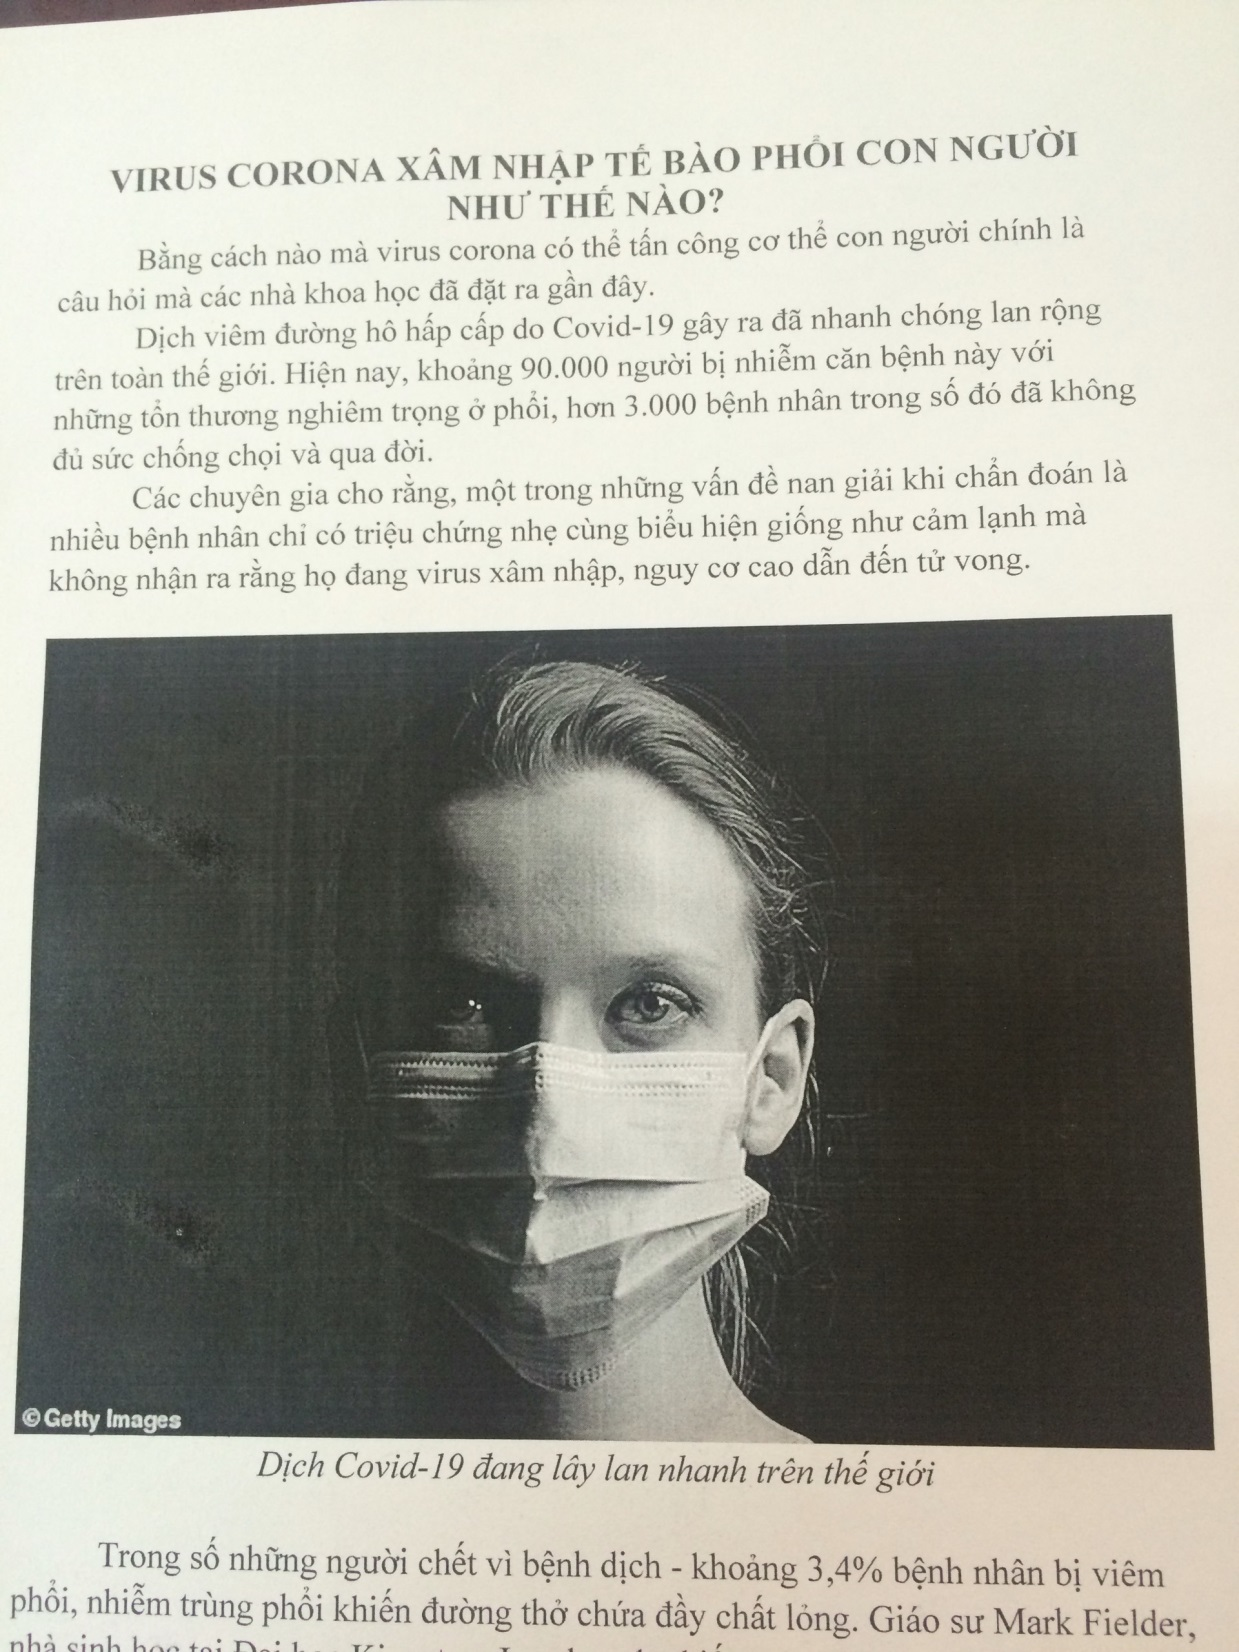 VIRUS CORONA XÂM NHẬP TẾ BÀO PHỔI CON NGƯỜI
NHƯ THẾ NÀO?
Bằng cách nào mà virus corona có thể tấn công cơ thể con người chính là
câu hỏi mà các nhà khoa học đã đặt ra gần đây.
Dịch viêm đường hô hấp cấp do Covid-19 gây ra đã nhanh chóng lan rộng
trên toàn thế giới. Hiện nay, khoảng 90.000 người bị nhiễm căn bệnh này với
những tổn thương nghiêm trọng ở phổi, hơn 3.000 bệnh nhân trong số đó đã không
đủ sức chống chọi và qua đời.
Các chuyên gia cho rằng, một trong những vấn đề nan giải khi chẩn đoán là
nhiều bệnh nhân chỉ có triệu chứng nhẹ cùng biểu hiện giống như cảm lạnh mà
không nhận ra rằng họ đang virus xâm nhập, nguy cơ cao dẫn đến tử vong.
© Getty Images
Dịch Covid-19 đang lây lan nhanh trên thế giới
Trong số những người chết vì bệnh dịch - khoảng 3,4% bệnh nhân bị viêm
phổi, nhiễm trùng phổi khiến đường thở chứa đầy chất lỏng. Giáo sư Mark Fielder,
nhà sinh học tại Đại học